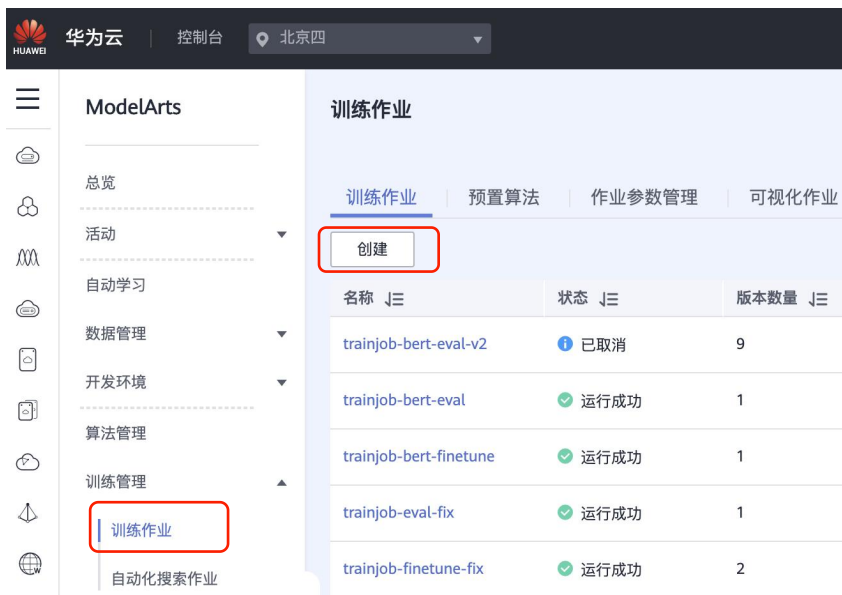 HUAWEI 华为云 控制台 北京四
ModelArts
总览
活动
自动学习
数据管理
开发环境
算法管理
训练管理
训练作业
自动化搜索作业
训练作业
训练作业 预置算法 作业参数管理 可视化作业
创建
名称 状态 版本数量
trainjob-bert-eval-v2 已取消 9
trainjob-bert-eval 运行成功 1
trainjob-bert-finetune 运行成功 1
trainjob-eval-fix 运行成功 1
trainjob-finetune-fix 运行成功 2